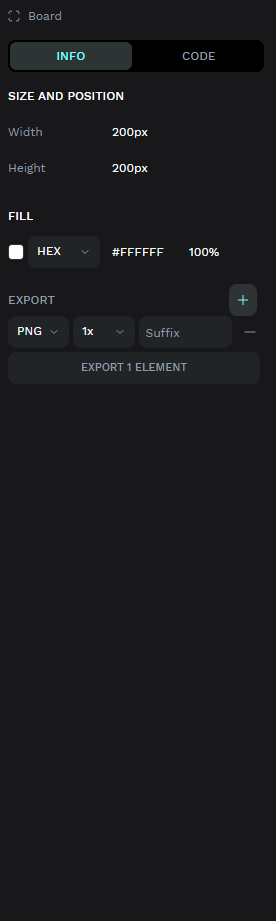 Board
INFO CODE
SIZE AND POSITION
Width 200px
Height 200px
FILL
HEX #FFFFFF 100%
EXPORT
PNG 1x Suffix
EXPORT 1 ELEMENT